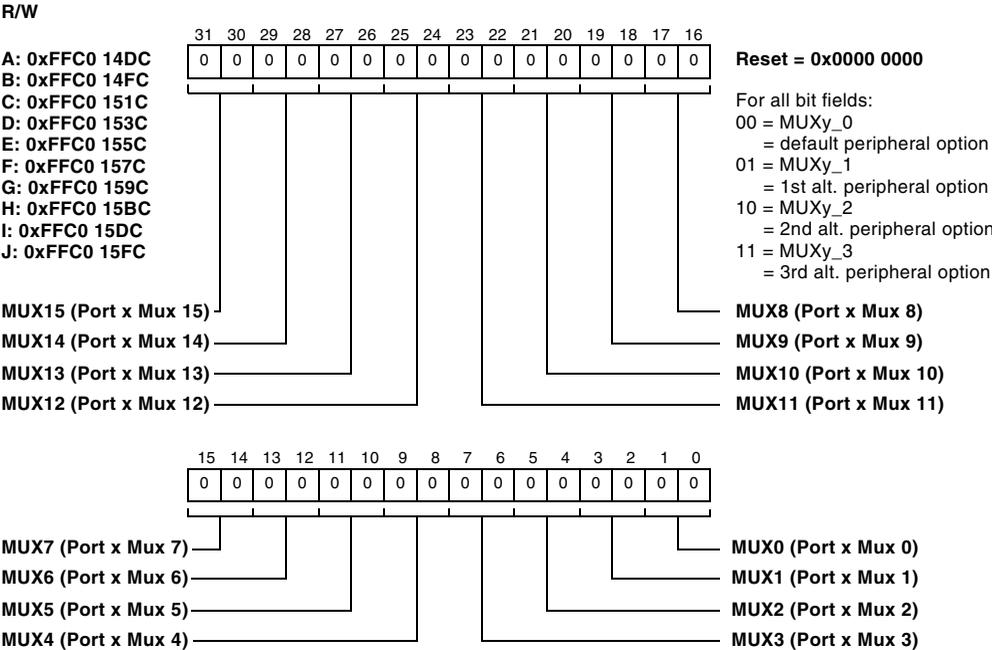 R/W
31 30 29 28 27 26 25 24 23 22 21 20 19 18 17 16
0 0 0 0 0 0 0 0 0 0 0 0 0 0 0 0
A: 0xFFC0 14DC
B: 0xFFC0 14FC
C: 0xFFC0 151C
D: 0xFFC0 153C
E: 0xFFC0 155C
F: 0xFFC0 157C
G: 0xFFC0 159C
H: 0xFFC0 15BC
I: 0xFFC0 15DC
J: 0xFFC0 15FC
Reset = 0x0000 0000
For all bit fields:
00 = MUXy_0
= default peripheral option
01 = MUXy_1
= 1st alt. peripheral option
10 = MUXy_2
= 2nd alt. peripheral option
11 = MUXy_3
= 3rd alt. peripheral option
MUX15 (Port x Mux 15)
MUX14 (Port x Mux 14)
MUX13 (Port x Mux 13)
MUX12 (Port x Mux 12)
MUX8 (Port x Mux 8)
MUX9 (Port x Mux 9)
MUX10 (Port x Mux 10)
MUX11 (Port x Mux 11)
15 14 13 12 11 10 9 8 7 6 5 4 3 2 1 0
0 0 0 0 0 0 0 0 0 0 0 0 0 0 0 0
MUX7 (Port x Mux 7)
MUX6 (Port x Mux 6)
MUX5 (Port x Mux 5)
MUX4 (Port x Mux 4)
MUX0 (Port x Mux 0)
MUX1 (Port x Mux 1)
MUX2 (Port x Mux 2)
MUX3 (Port x Mux 3)